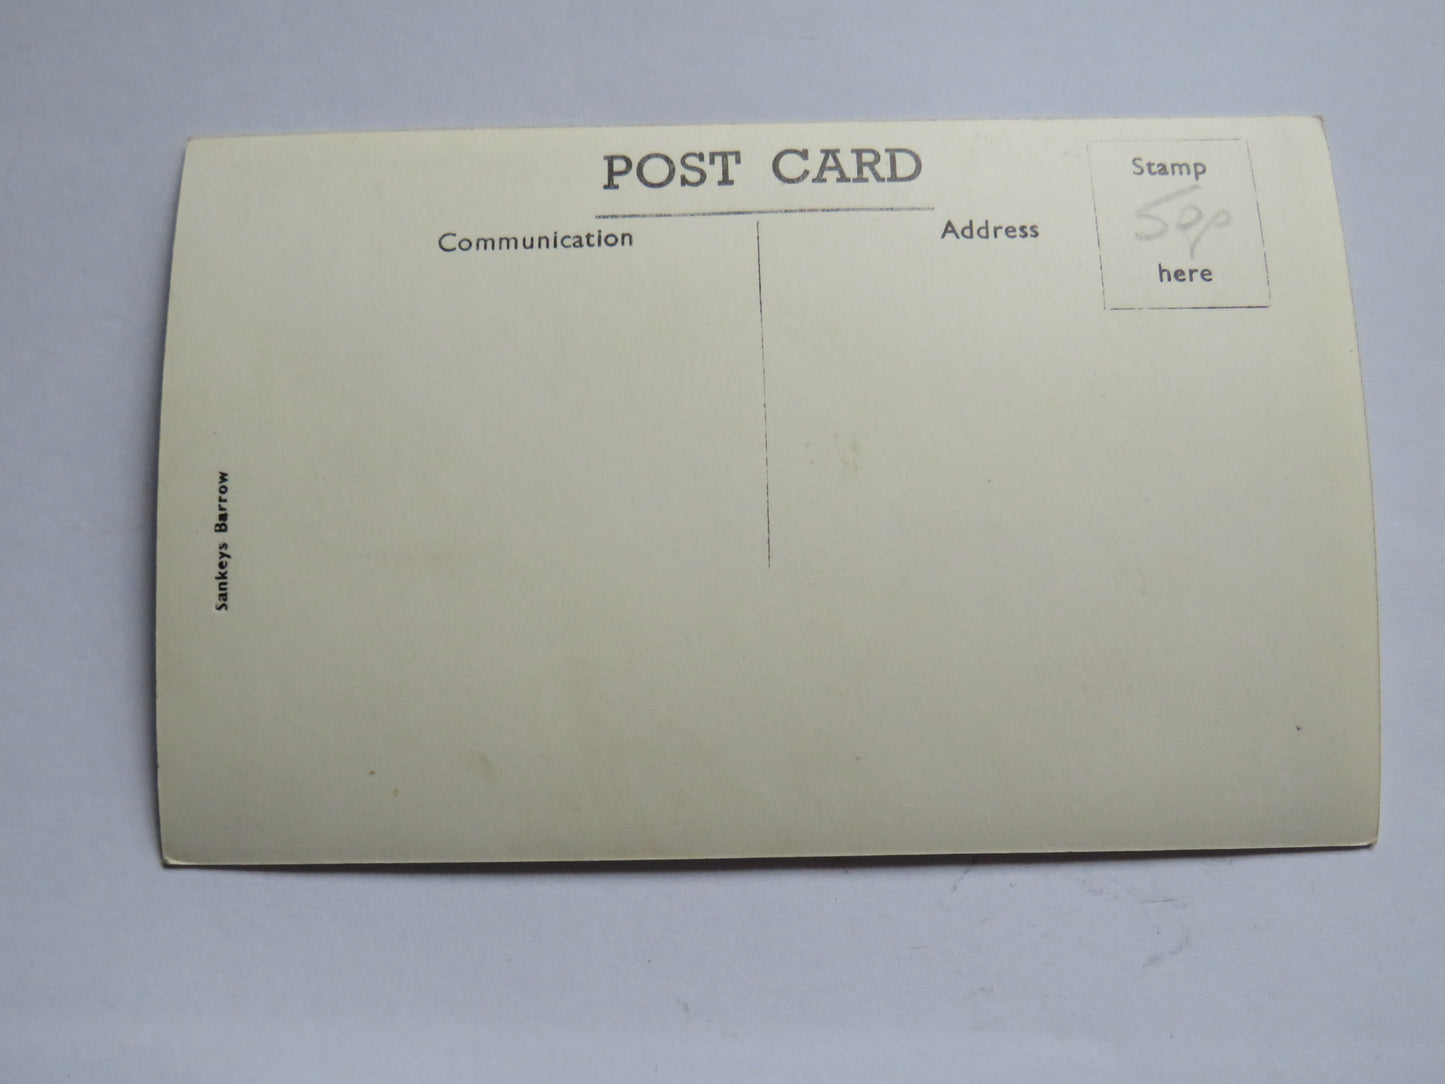 POST CARD
Communication
Address
Stamp
50p
here
Sankeys Barrow